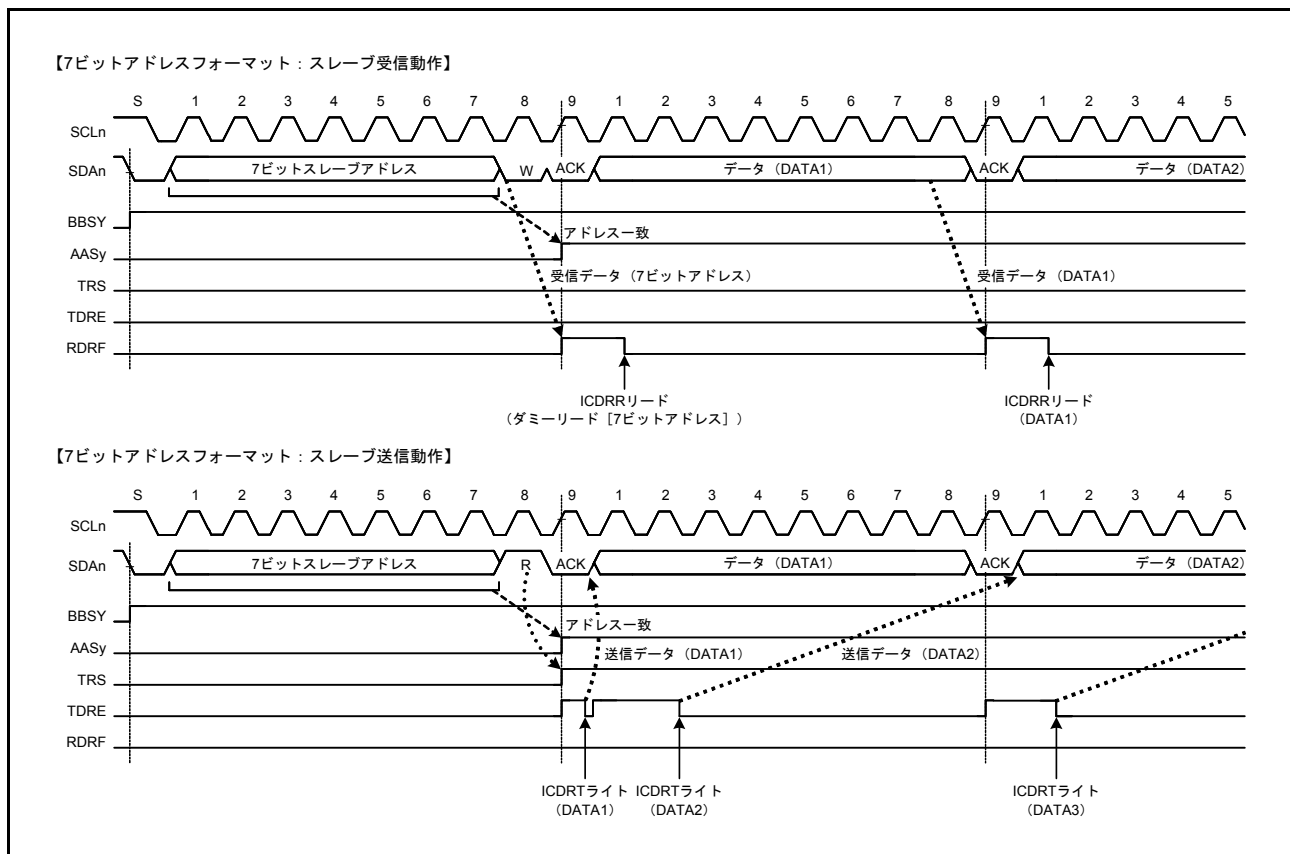 【7ビットアドレスフォーマット：スレーブ受信動作】
S 1 2 3 4 5 6 7 8 9 1 2 3 4 5 6 7 8 9 1 2 3 4 5
SCLn
SDAn 7ビットスレーブアドレス W ACK データ（DATA1） ACK データ（DATA2）
BBSY
アドレス一致
AASy
受信データ（7ビットアドレス） 受信データ（DATA1）
TRS
TDRE
RDRF
ICDRRリード ICDRRリード
（ダミーリード［7ビットアドレス］） （DATA1）
【7ビットアドレスフォーマット：スレーブ送信動作】
S 1 2 3 4 5 6 7 8 9 1 2 3 4 5 6 7 8 9 1 2 3 4 5
SCLn
SDAn 7ビットスレーブアドレス R ACK データ（DATA1） ACK データ（DATA2）
BBSY
アドレス一致
AASy
送信データ（DATA1） 送信データ（DATA2）
TRS
TDRE
RDRF
ICDRTライト ICDRTライト ICDRTライト
（DATA1） （DATA2） （DATA3）